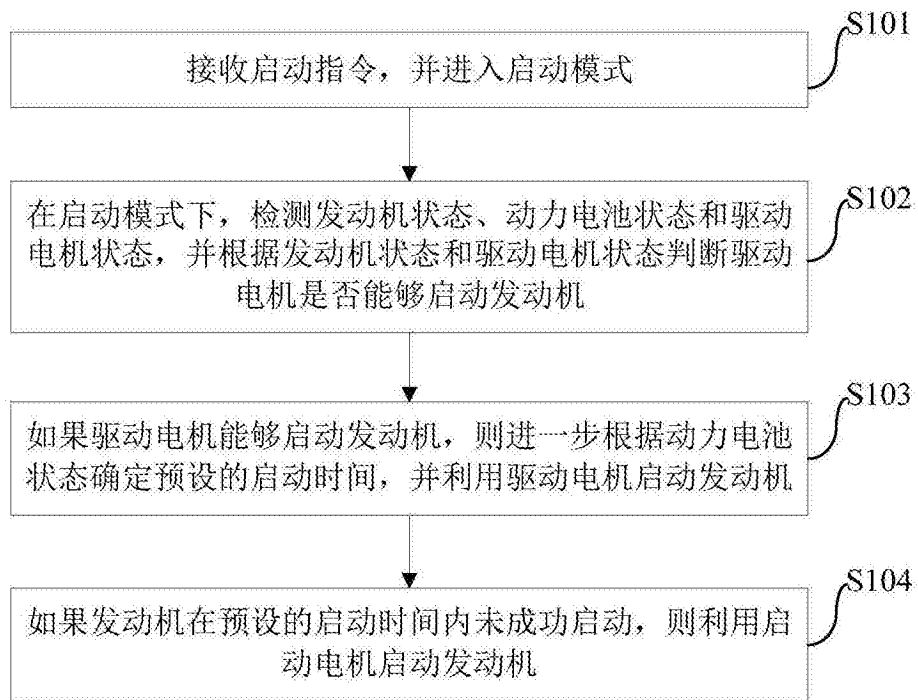 S101
接收启动指令，并进入启动模式
S102
在启动模式下，检测发动机状态、动力电池状态和驱动
电机状态，并根据发动机状态和驱动电机状态判断驱动
电机是否能够启动发动机
S103
如果驱动电机能够启动发动机，则进一步根据动力电池
状态确定预设的启动时间，并利用驱动电机启动发动机
S104
如果发动机在预设的启动时间内未成功启动，则利用启
动电机启动发动机